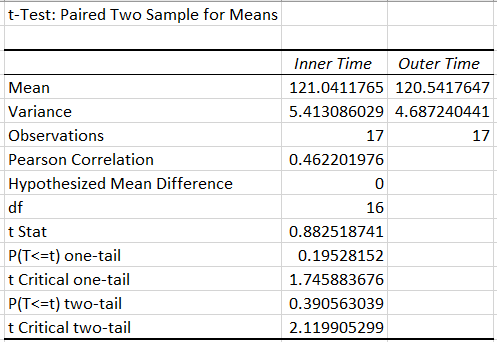 t-Test: Paired Two Sample for Means
Inner Time Outer Time
Mean 121.0411765 120.5417647
Variance 5.413086029 4.687240441
Observations 17 17
Pearson Correlation 0.462201976
Hypothesized Mean Difference 0
df 16
t Stat 0.882518741
P(T<=t) one-tail 0.19528152
t Critical one-tail 1.745883676
P(T<=t) two-tail 0.390563039
t Critical two-tail 2.119905299